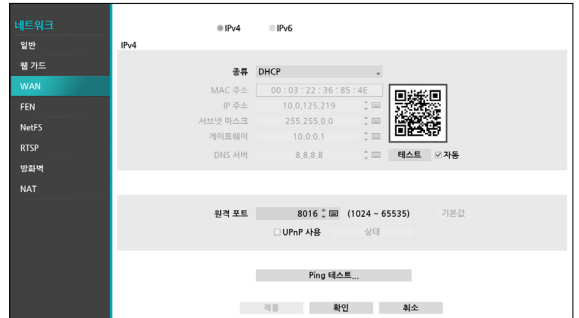 네트워크
일반
웹 가드
WAN
FEN
NetFS
RTSP
방화벽
NAT
IPv4 IPv6
IPv4
종류 DHCP
MAC 주소 00 : 03 : 22 : 36 : 85 : 4E
IP 주소 10.0.125.219
서브넷 마스크 255.255.0.0
게이트웨이 10.0.0.1
DNS 서버 8.8.8.8 테스트 자동
원격 포트 8016 (1024 ~ 65535) 기본값
UPnP 사용 상태
Ping 테스트...
적용 확인 취소